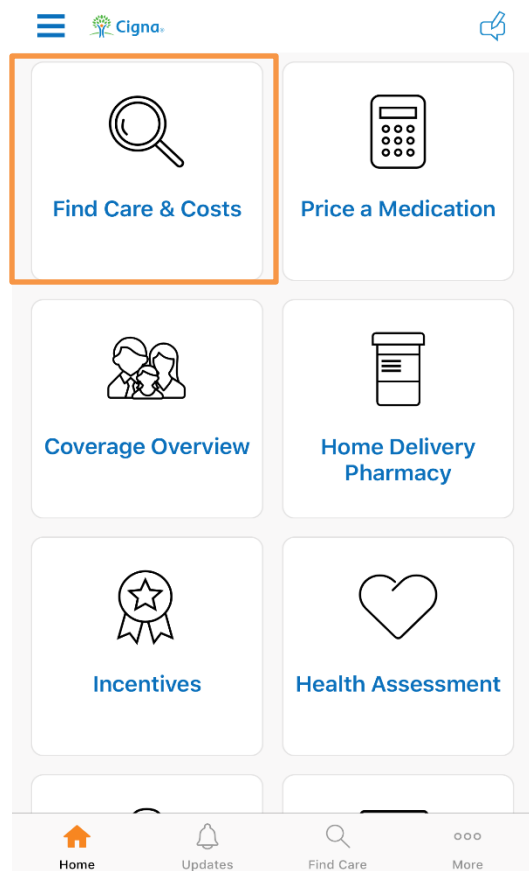 Cigna.
Find Care & Costs
Price a Medication
Coverage Overview
Home Delivery
Pharmacy
Incentives
Health Assessment
Home
Updates
Find Care
More